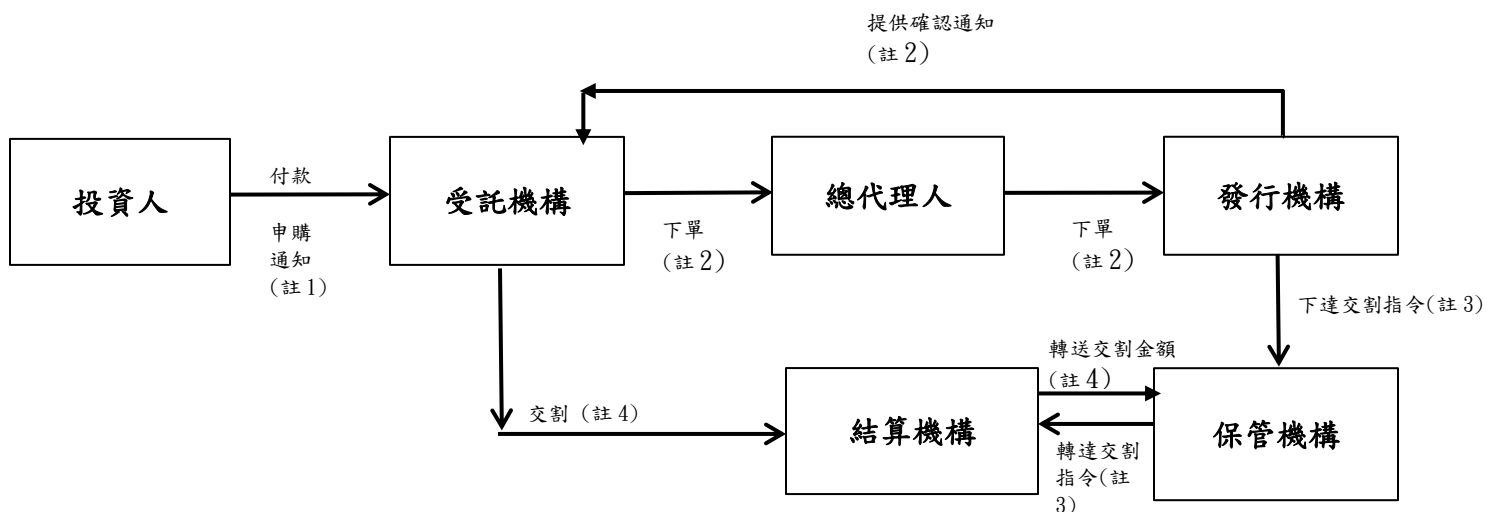 提供確認通知
(註 2)
投資人
付款
申購
通知
(註 1)
受託機構
下單
(註 2)
總代理人
下單
(註 2)
發行機構
下達交割指令(註 3)
交割 (註 4)
結算機構
轉送交割金額
(註 4)
轉達交割
指令(註
3)
保管機構